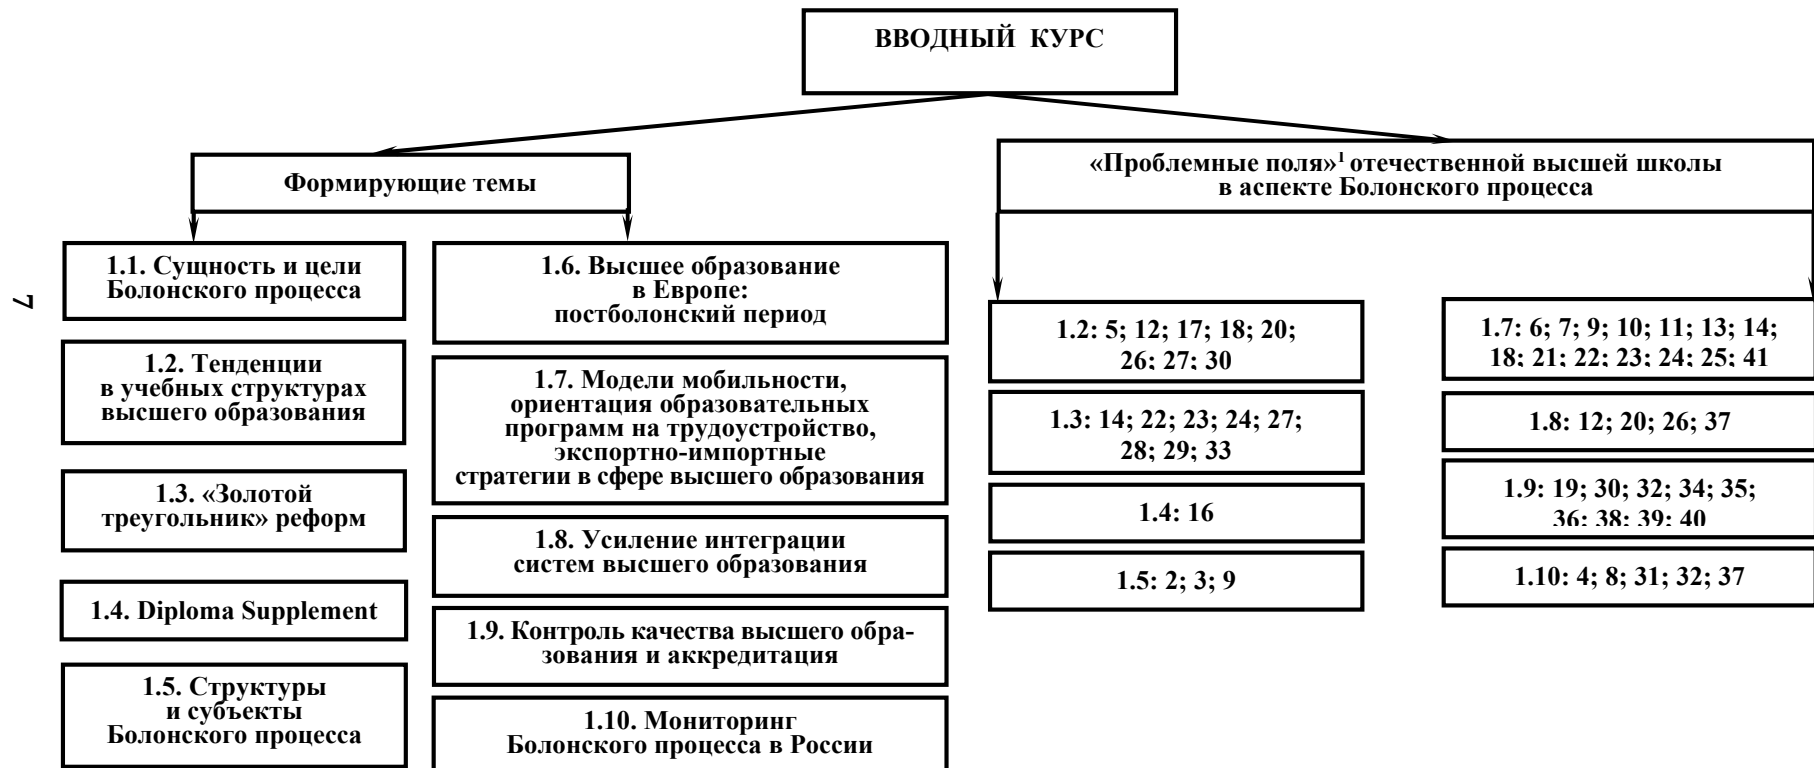 ВВОДНЫЙ КУРС
Формирующие темы
«Проблемные поля»¹ отечественной высшей школы
в аспекте Болонского процесса
1.1. Сущность и цели
Болонского процесса
1.2. Тенденции
в учебных структурах
высшего образования
1.3. «Золотой
треугольник» реформ
1.4. Diploma Supplement
1.5. Структуры
и субъекты
Болонского процесса
1.6. Высшее образование
в Европе:
постболонский период
1.7. Модели мобильности,
ориентация образовательных
программ на трудоустройство,
экспортно-импортные
стратегии в сфере высшего образования
1.8. Усиление интеграции
систем высшего образования
1.9. Контроль качества высшего обра-
зования и аккредитация
1.10. Мониторинг
Болонского процесса в России
1.2: 5; 12; 17; 18; 20;
26; 27; 30
1.3: 14; 22; 23; 24; 27;
28; 29; 33
1.4: 16
1.5: 2; 3; 9
1.7: 6; 7; 9; 10; 11; 13; 14;
18; 21; 22; 23; 24; 25; 41
1.8: 12; 20; 26; 37
1.9: 19; 30; 32; 34; 35;
36; 38; 39; 40
1.10: 4; 8; 31; 32; 37
7